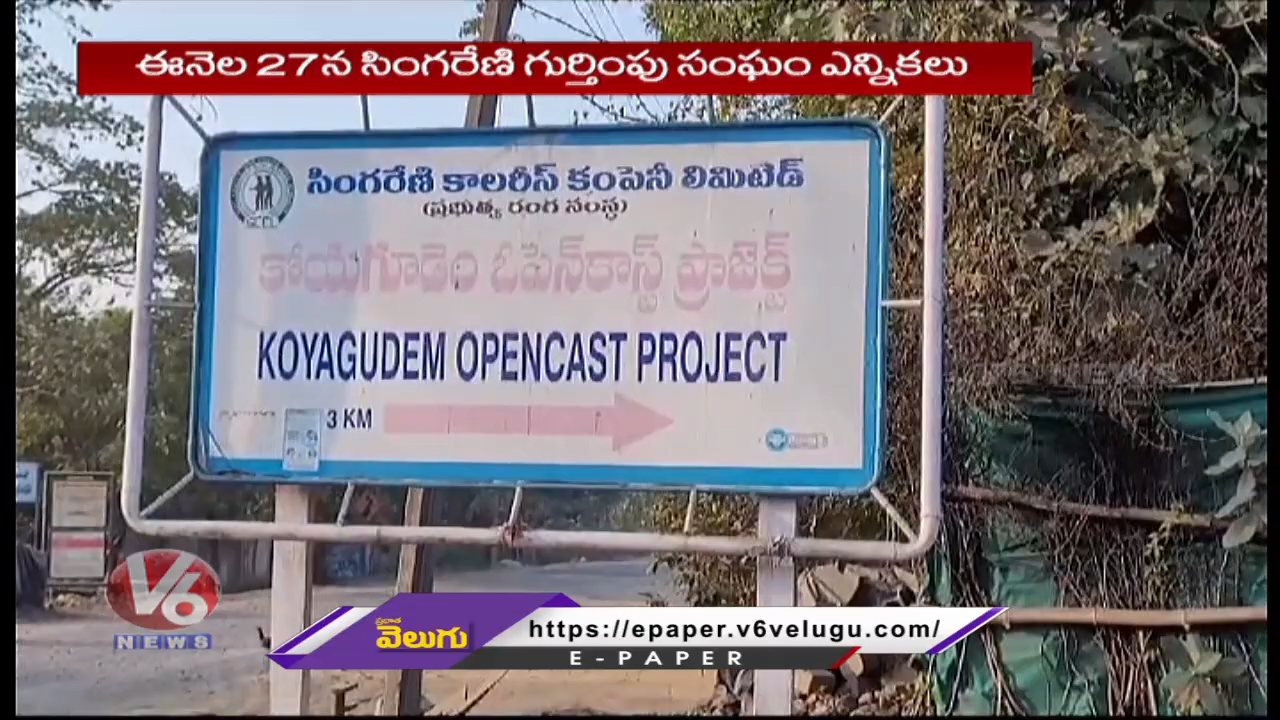 ఈనెల 27న సింగరేణి గుర్తింపు సంఘం ఎన్నికలు
సింగరేణి కాలరీస్ కంపెనీ లిమిటెడ్
(ప్రభుత్వ రంగ సంస్థ)
కోయగూడెం ఓపెన్‌కాస్ట్ ప్రాజెక్ట్
KOYAGUDEM OPENCAST PROJECT
3 KM
V6
NEWS
ప్రభాత
వెలుగు
https://epaper.v6velugu.com/
E-PAPER